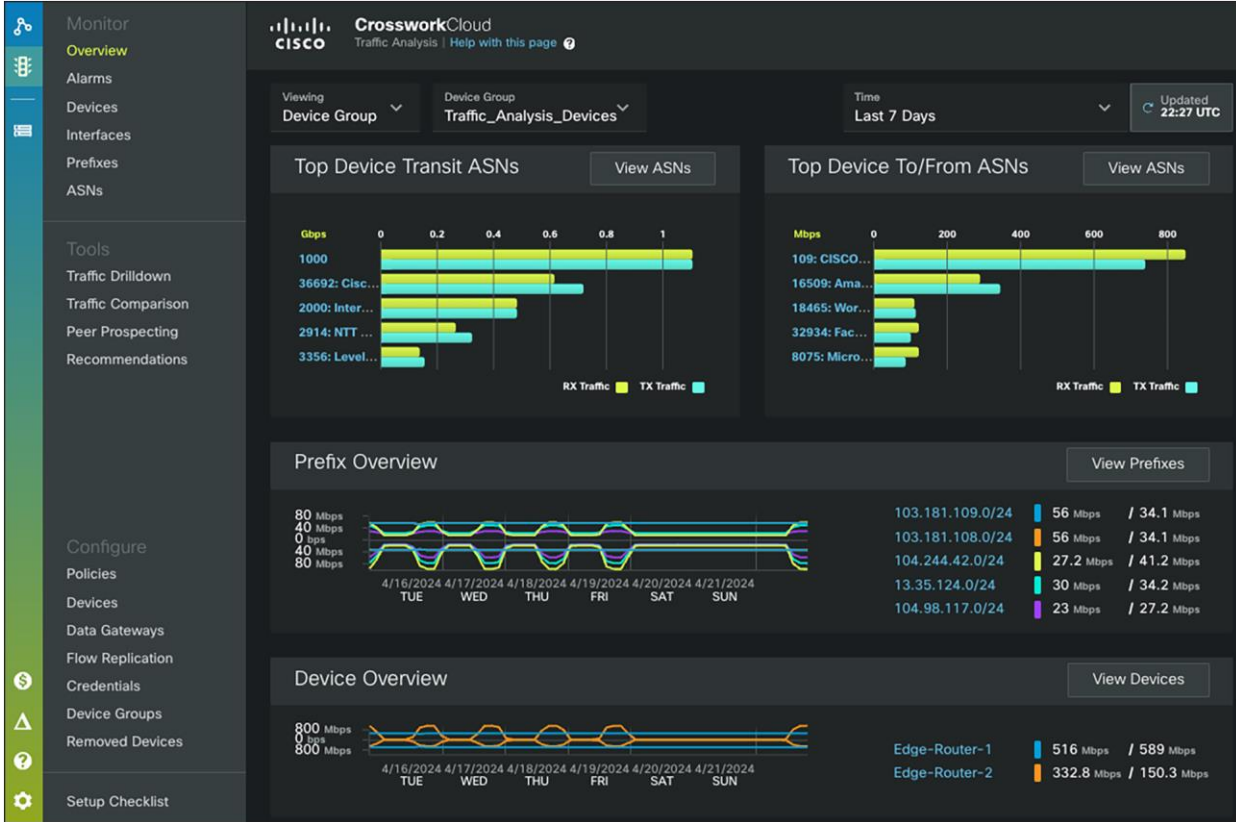 Monitor
Overview
Alarms
Devices
Interfaces
Prefixes
ASNs
Tools
Traffic Drilldown
Traffic Comparison
Peer Prospecting
Recommendations
Configure
Policies
Devices
Data Gateways
Flow Replication
Credentials
Device Groups
Removed Devices
Setup Checklist
CISCO
CrossworkCloud
Traffic Analysis | Help with this page ?
Viewing
Device Group
Device Group
Traffic_Analysis_Devices
Time
Last 7 Days
Updated
22:27 UTC
Top Device Transit ASNs
View ASNs
Gbps 0 0.2 0.4 0.6 0.8 1
1000
36692: Cisc...
2000: Inter...
2914: NTT ...
3356: Level...
RX Traffic TX Traffic
Top Device To/From ASNs
View ASNs
Mbps 0 200 400 600 800
109: CISCO...
16509: Ama...
18465: Wor...
32934: Fac...
8075: Micro...
RX Traffic TX Traffic
Prefix Overview
View Prefixes
80 Mbps
40 Mbps
0 bps
40 Mbps
80 Mbps
4/16/2024 4/17/2024 4/18/2024 4/19/2024 4/20/2024 4/21/2024
TUE WED THU FRI SAT SUN
103.181.109.0/24 56 Mbps / 34.1 Mbps
103.181.108.0/24 56 Mbps / 34.1 Mbps
104.244.42.0/24 27.2 Mbps / 41.2 Mbps
13.35.124.0/24 30 Mbps / 34.2 Mbps
104.98.117.0/24 23 Mbps / 27.2 Mbps
Device Overview
View Devices
800 Mbps
0 bps
800 Mbps
4/16/2024 4/17/2024 4/18/2024 4/19/2024 4/20/2024 4/21/2024
TUE WED THU FRI SAT SUN
Edge-Router-1 516 Mbps / 589 Mbps
Edge-Router-2 332.8 Mbps / 150.3 Mbps